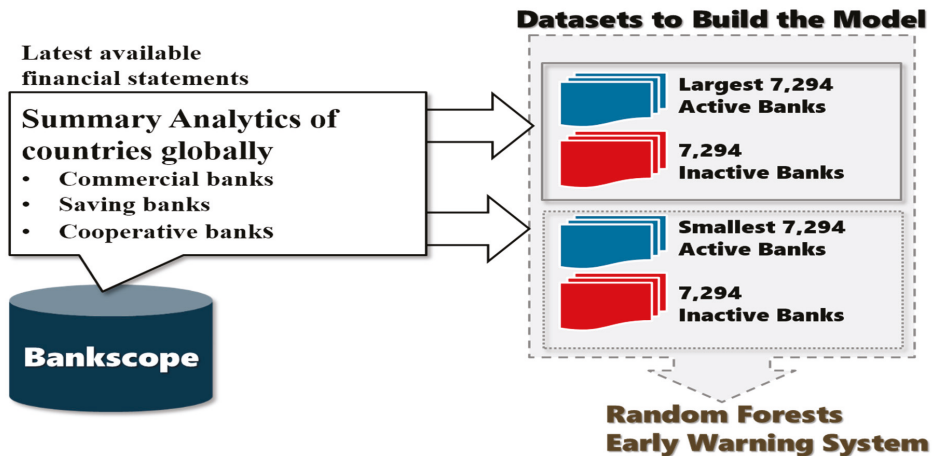 Latest available
financial statements
Summary Analytics of
countries globally
• Commercial banks
• Saving banks
• Cooperative banks
Bankscope
Datasets to Build the Model
Largest 7,294
Active Banks
7,294
Inactive Banks
Smallest 7,294
Active Banks
7,294
Inactive Banks
Random Forests
Early Warning System